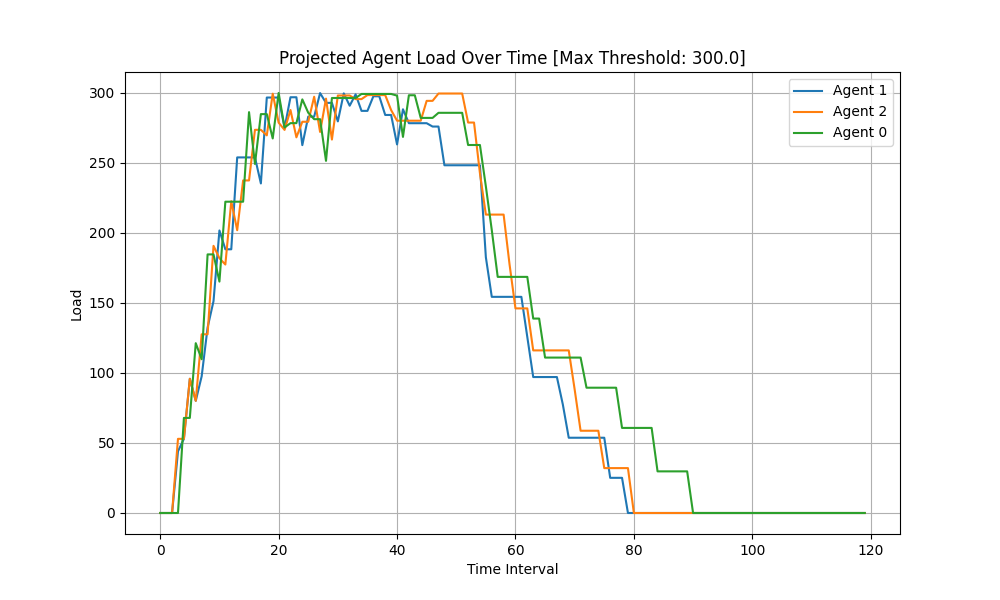 Projected Agent Load Over Time [Max Threshold: 300.0]
Agent 1
Agent 2
Agent 0
Load
300
250
200
150
100
50
0
0 20 40 60 80 100 120
Time Interval